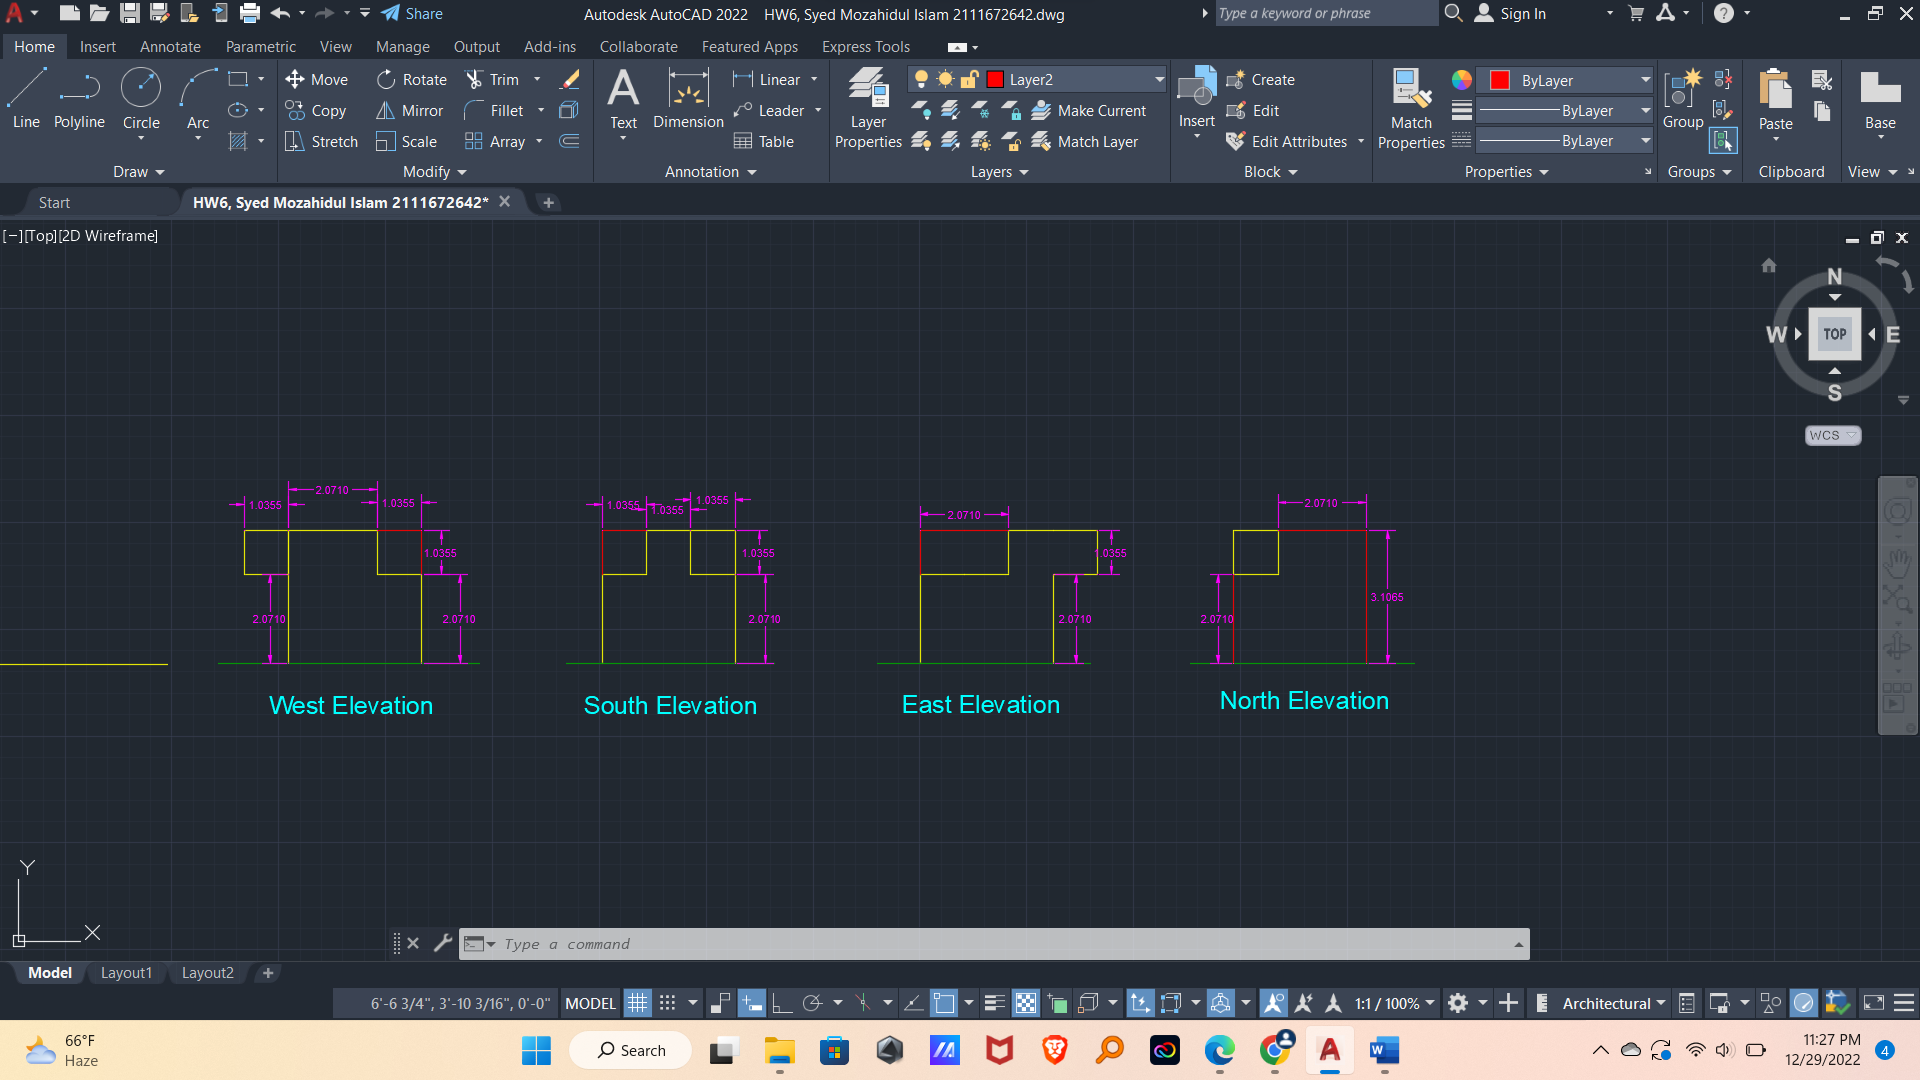 Share
Autodesk AutoCAD 2022 HW6, Syed Mozahidul Islam 2111672642.dwg
Type a keyword or phrase
Sign In
Home Insert Annotate Parametric View Manage Output Add-ins Collaborate Featured Apps Express Tools
Line Polyline Circle Arc
Draw
Move Rotate Trim
Copy Mirror Fillet
Stretch Scale Array
Modify
Text Dimension
Linear
Leader
Table
Annotation
Layer Properties
Layer2
Make Current
Match Layer
Layers
Insert
Create
Edit
Edit Attributes
Block
Match Properties
ByLayer
ByLayer
ByLayer
Properties
Group
Groups
Paste
Clipboard
Base
View
Start
HW6, Syed Mozahidul Islam 2111672642*
[−][Top][2D Wireframe]
N
W TOP E
S
WCS
1.0355 2.0710 1.0355
1.0355
2.0710 2.0710
West Elevation
1.0355 1.0355 1.0355
1.0355
2.0710
South Elevation
2.0710
1.0355
2.0710
East Elevation
2.0710
3.1065
2.0710
North Elevation
Y
X
Type a command
Model Layout1 Layout2
6'-6 3/4", 3'-10 3/16", 0'-0" MODEL 1:1 / 100% Architectural
66°F
Haze
Search
11:27 PM
12/29/2022
4